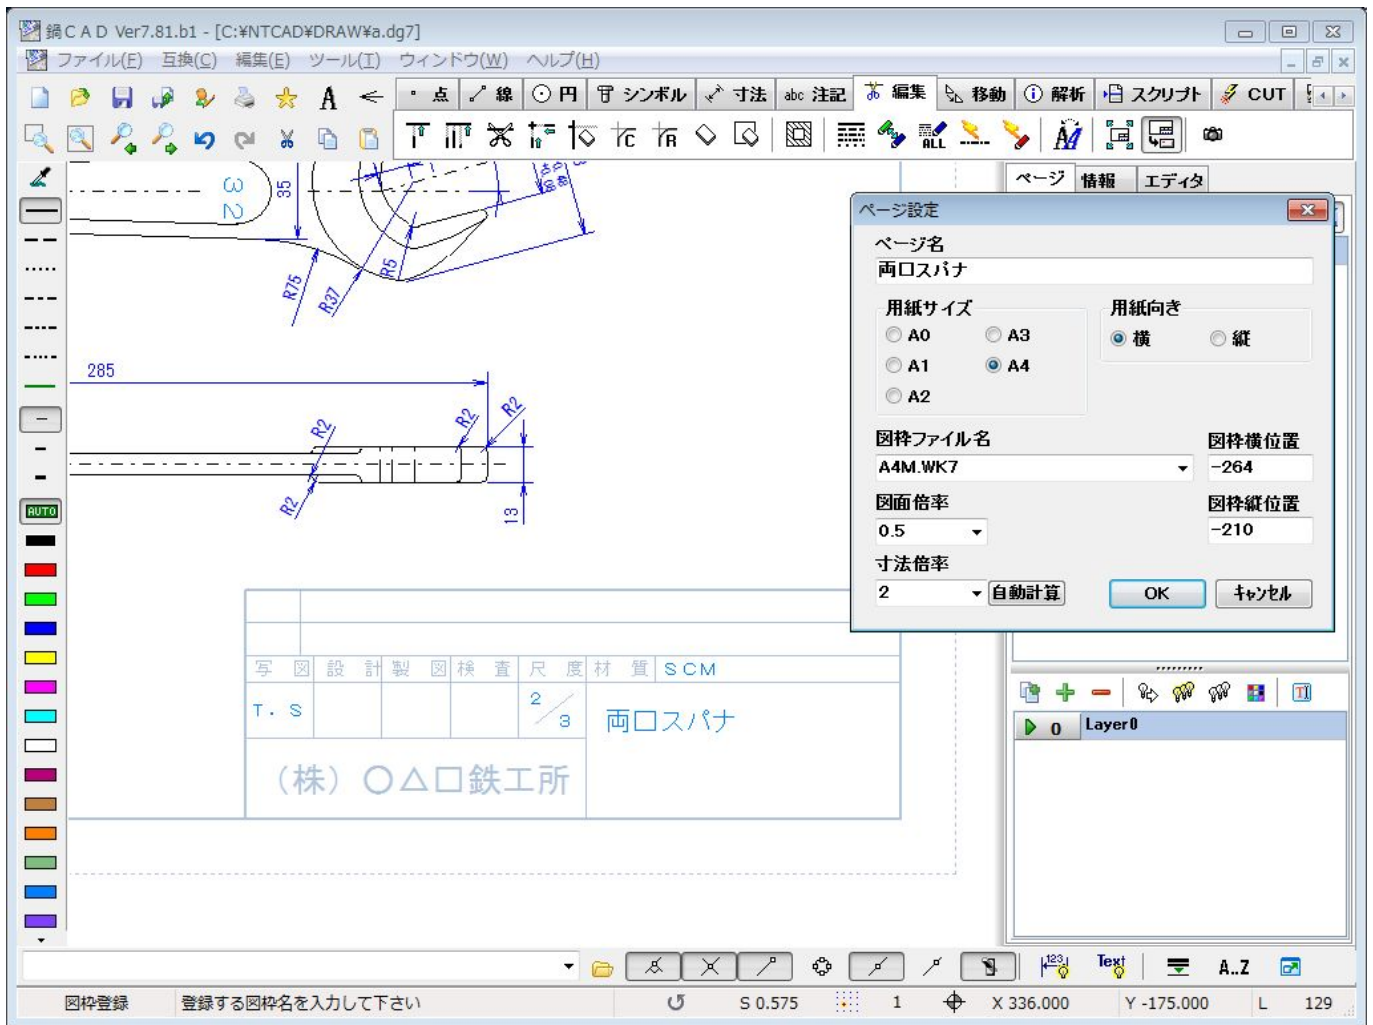 鍋CAD Ver7.81.b1 - [C:¥NTCAD¥DRAW¥a.dg7]
ファイル(F) 互換(C) 編集(E) ツール(T) ウィンドウ(W) ヘルプ(H)
点 線 円 シンボル 寸法 abc 注記 編集 移動 解析 スクリプト CUT
ALL
ページ 情報 エディタ
32
35
R75
R37
R5
285
R2
R2
R2
R2
13
AUTO
ページ設定
ページ名
両口スパナ
用紙サイズ 用紙向き
A0 A3 横 縦
A1 A4
A2
図枠ファイル名 図枠横位置
A4M.WK7 -264
図面倍率 図枠縦位置
0.5 -210
寸法倍率
2 自動計算 OK キャンセル
写図 設計 製図 検査 尺度 材質 SCM
T.S 2/3 両口スパナ
(株)〇△口鉄工所
0 Layer0
123 Text A..Z
図枠登録 登録する図枠名を入力して下さい S 0.575 1 X 336.000 Y -175.000 L 129